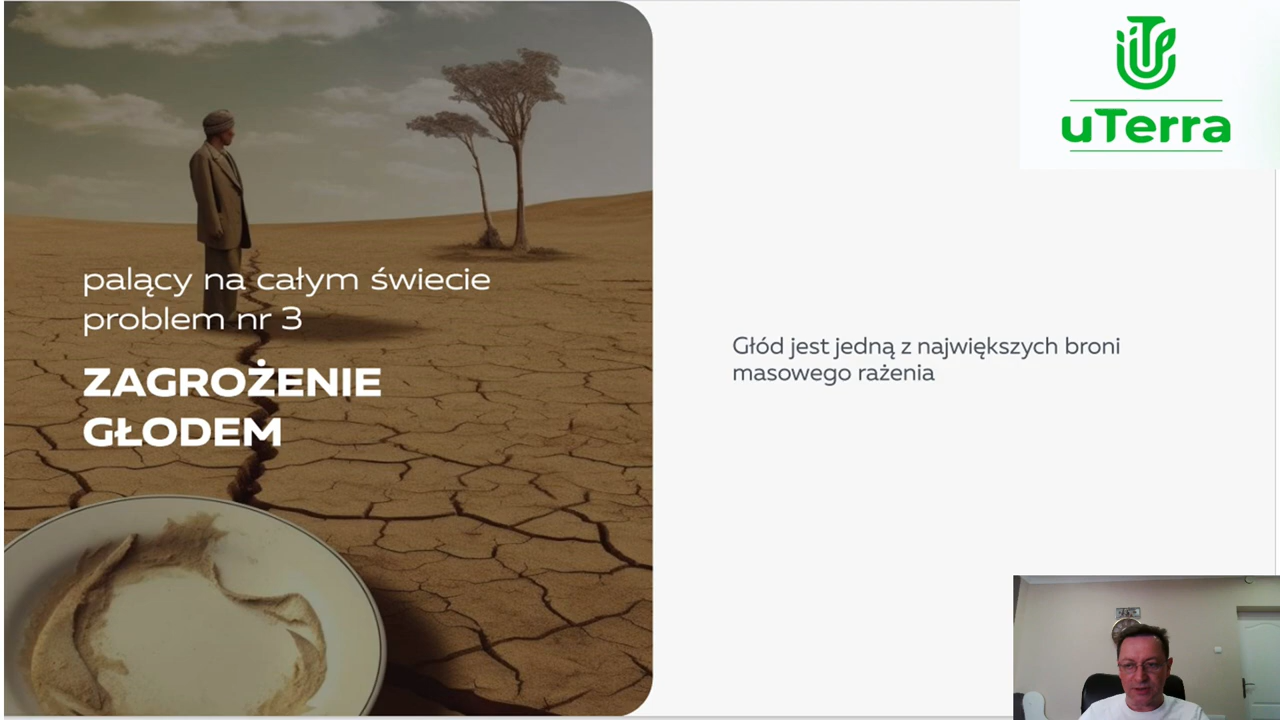 palący na całym świecie
problem nr 3
ZAGROŻENIE
GŁODEM
Głód jest jedną z największych broni
masowego rażenia
uTerra